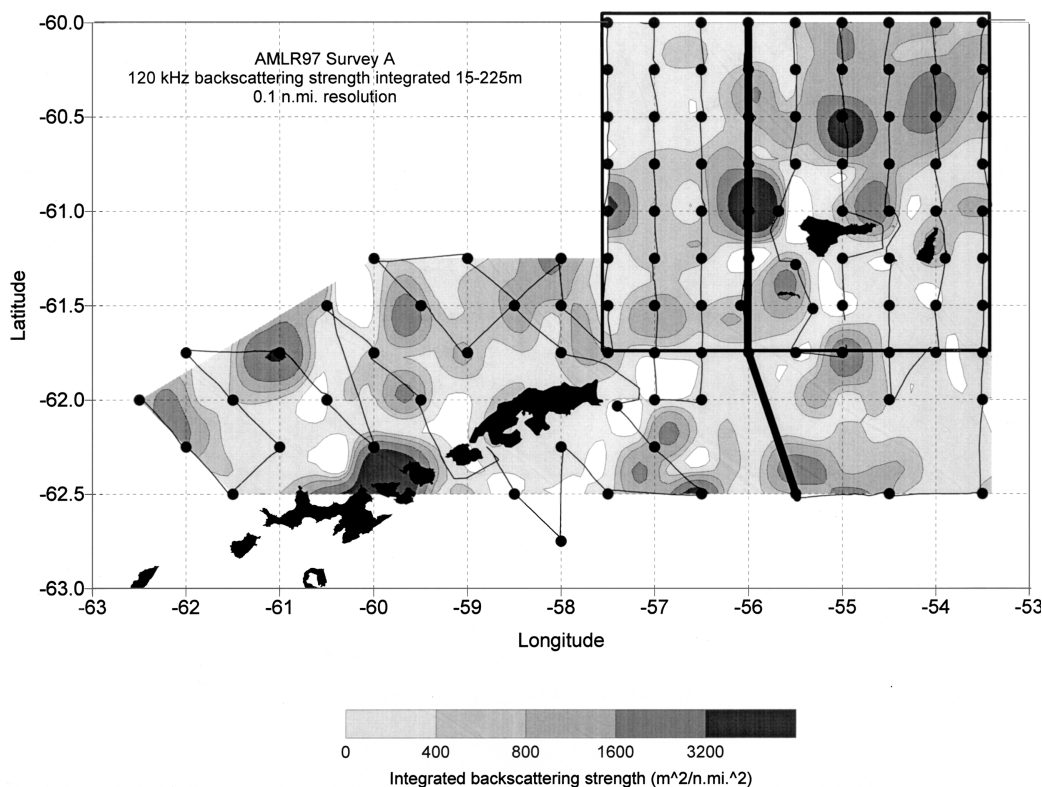 AMLR97 Survey A
120 kHz backscattering strength integrated 15-225m
0.1 n.mi. resolution
-60.0
-60.5
-61.0
-61.5
-62.0
-62.5
-63.0
Latitude
-63 -62 -61 -60 -59 -58 -57 -56 -55 -54 -53
Longitude
0 400 800 1600 3200
Integrated backscattering strength (m^2/n.mi.^2)